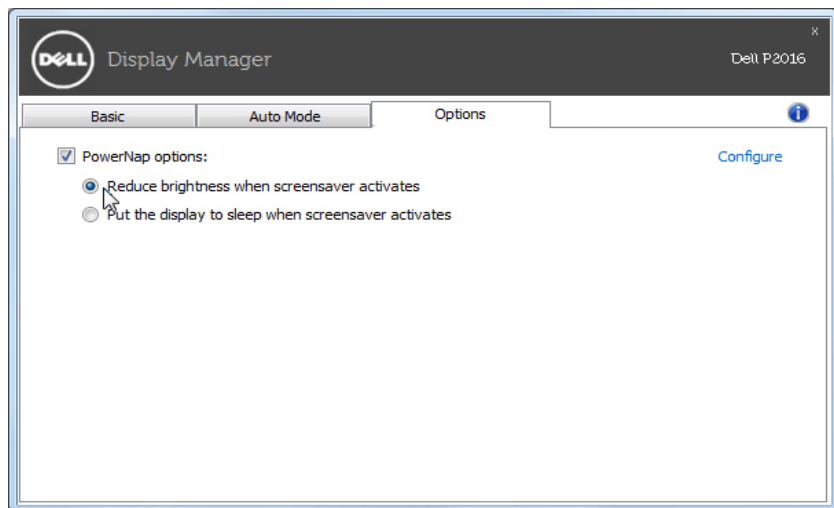 x
DELL
Display Manager
Dell P2016
Basic
Auto Mode
Options
PowerNap options:
Configure
Reduce brightness when screensaver activates
Put the display to sleep when screensaver activates